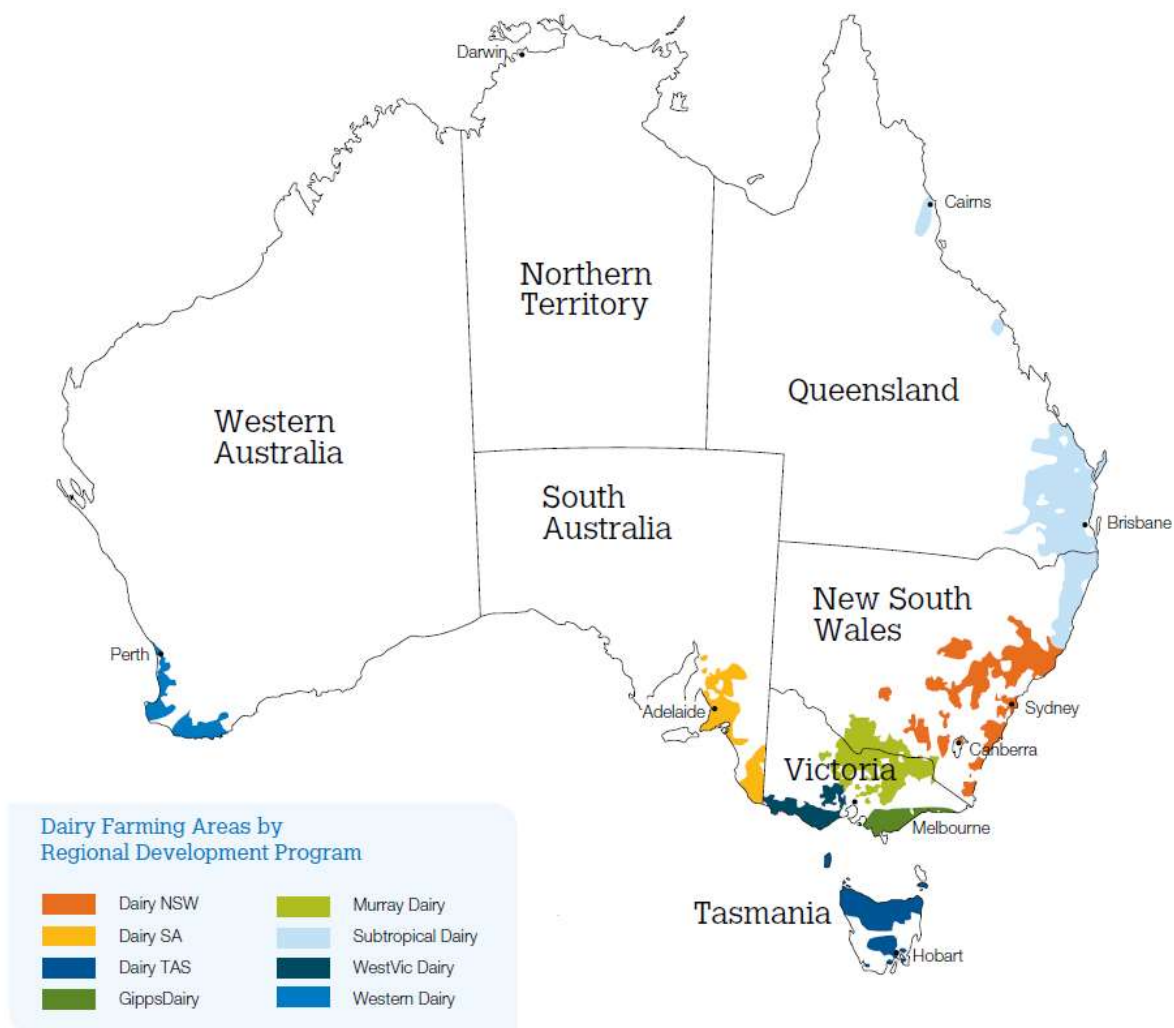 Darwin
Cairns
Northern
Territory
Queensland
Western
Australia
South
Australia
Brisbane
New South
Wales
Perth
Adelaide
Sydney
Canberra
Victoria
Melbourne
Tasmania
Hobart
Dairy Farming Areas by
Regional Development Program
Dairy NSW
Dairy SA
Dairy TAS
GippsDairy
Murray Dairy
Subtropical Dairy
WestVic Dairy
Western Dairy